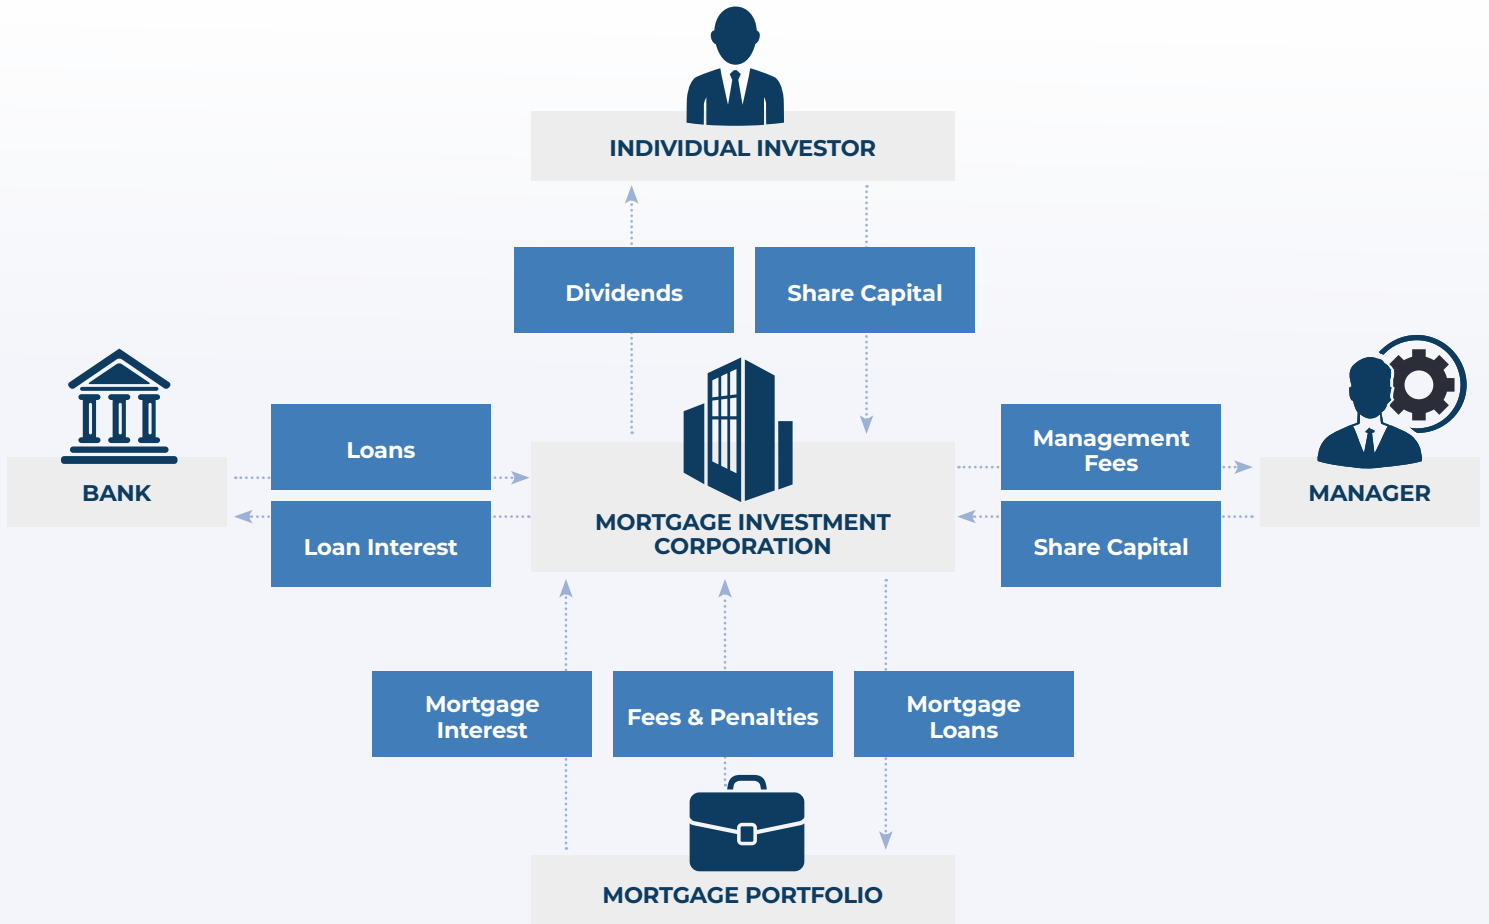 INDIVIDUAL INVESTOR
Dividends
Share Capital
Loans
Management
Fees
BANK
MANAGER
MORTGAGE INVESTMENT
CORPORATION
Loan Interest
Share Capital
Mortgage
Interest
Fees & Penalties
Mortgage
Loans
MORTGAGE PORTFOLIO